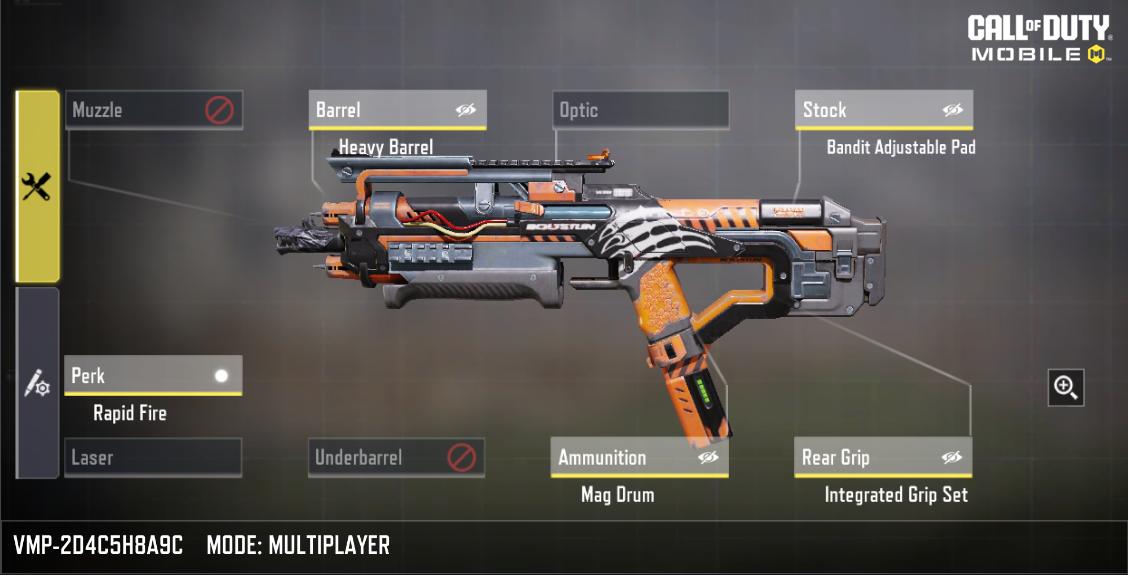 CALL OF DUTY
MOBILE
Muzzle
Barrel
Optic
Stock
Heavy Barrel
Bandit Adjustable Pad
BOLTSTUN
Perk
Rapid Fire
Laser
Underbarrel
Ammunition
Rear Grip
Mag Drum
Integrated Grip Set
VMP-2D4C5H8A9C MODE: MULTIPLAYER